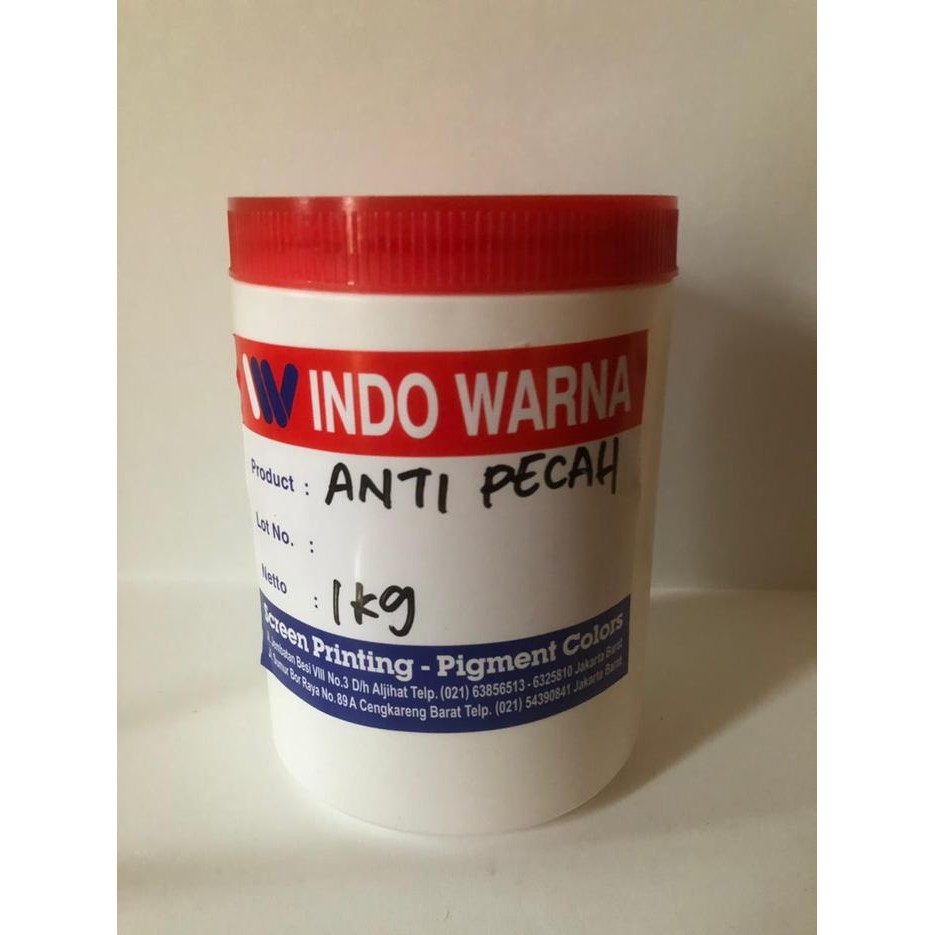 W INDO WARNA
Product : ANTI PECAH
Lot No. :
Netto : 1kg
Screen Printing - Pigment Colors
Jl. Jembatan Besi VIII No.3 D/h Aljihat Telp. (021) 63856513 - 6325810 Jakarta Barat
Jl. Sumur Bor Raya No. 89 A Cengkareng Barat Telp. (021) 54390841 Jakarta Barat